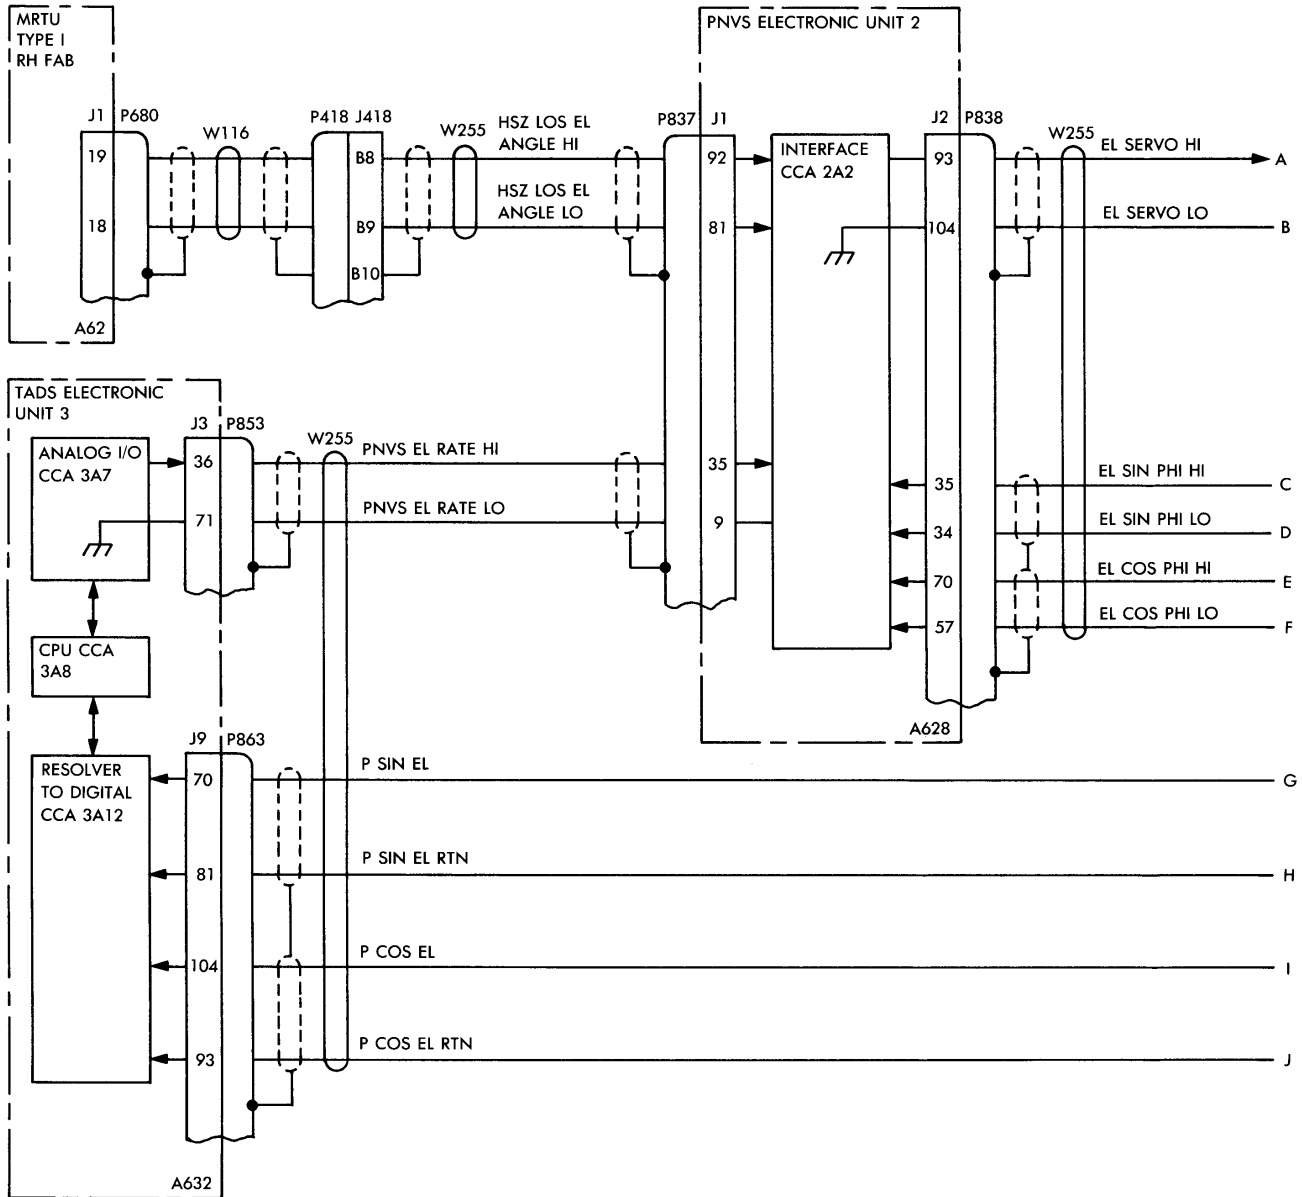 MRTU
TYPE I
RH FAB
PNVS ELECTRONIC UNIT 2
J1 P680
W116
P418 J418
W255
HSZ LOS EL
ANGLE HI
P837 J1
J2 P838
W255
EL SERVO HI
19
B8
92
INTERFACE
CCA 2A2
93
A
HSZ LOS EL
ANGLE LO
EL SERVO LO
18
B9
81
104
B
B10
A62
TADS ELECTRONIC
UNIT 3
J3 P853
W255
ANALOG I/O
CCA 3A7
36
PNVS EL RATE HI
35
35
EL SIN PHI HI
C
71
PNVS EL RATE LO
9
34
EL SIN PHI LO
D
70
EL COS PHI HI
E
57
EL COS PHI LO
F
CPU CCA
3A8
A628
J9 P863
RESOLVER
TO DIGITAL
CCA 3A12
70
P SIN EL
G
81
P SIN EL RTN
H
104
P COS EL
I
93
P COS EL RTN
J
A632